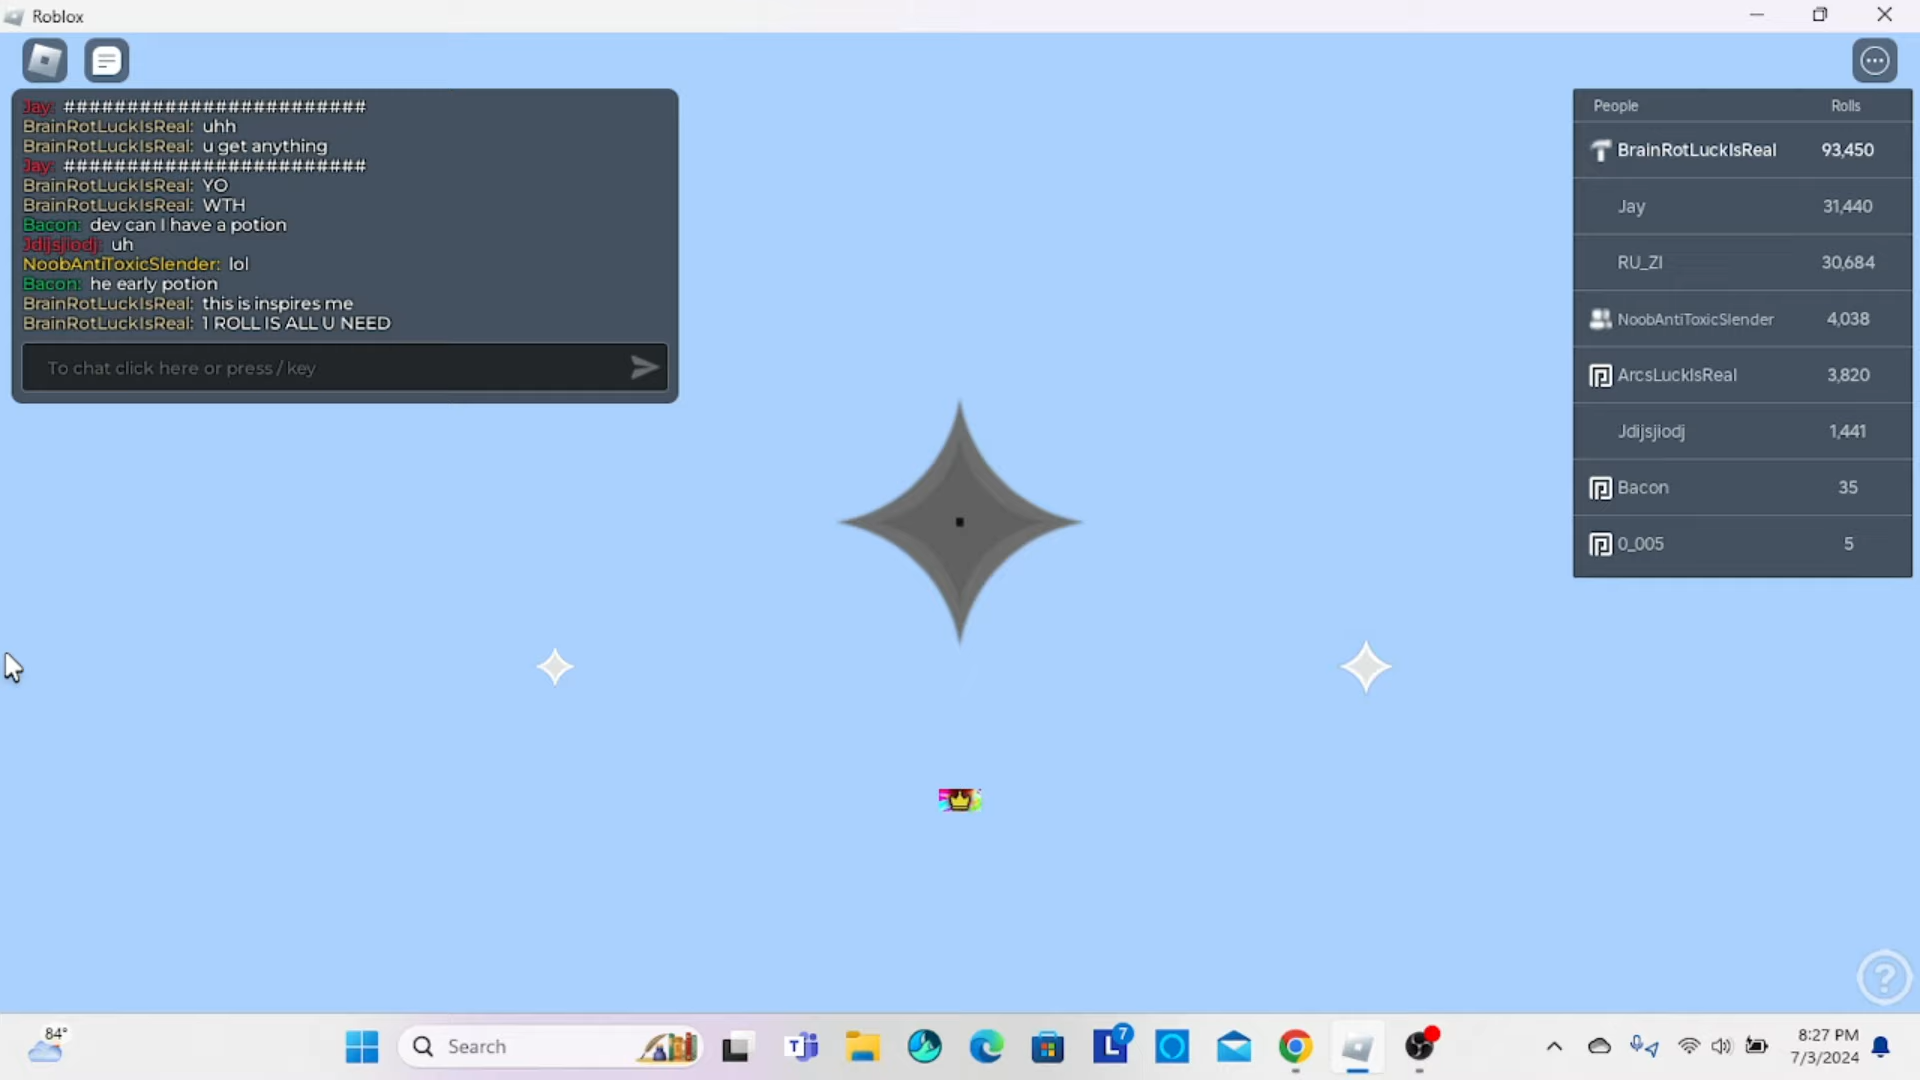 Roblox
Jay: ########################
BrainRotLuckIsReal: uhh
BrainRotLuckIsReal: u get anything
Jay: ########################
BrainRotLuckIsReal: YO
BrainRotLuckIsReal: WTH
Bacon: dev can I have a potion
Jdijsjiodj: uh
NoobAntiToxicSlender: lol
Bacon: he early potion
BrainRotLuckIsReal: this is inspires me
BrainRotLuckIsReal: 1 ROLL IS ALL U NEED
To chat click here or press / key
People Rolls
BrainRotLuckIsReal 93,450
Jay 31,440
RU_ZI 30,684
NoobAntiToxicSlender 4,038
ArcsLuckIsReal 3,820
Jdijsjiodj 1,441
Bacon 35
0_005 5
84°
Search
7
8:27 PM
7/3/2024